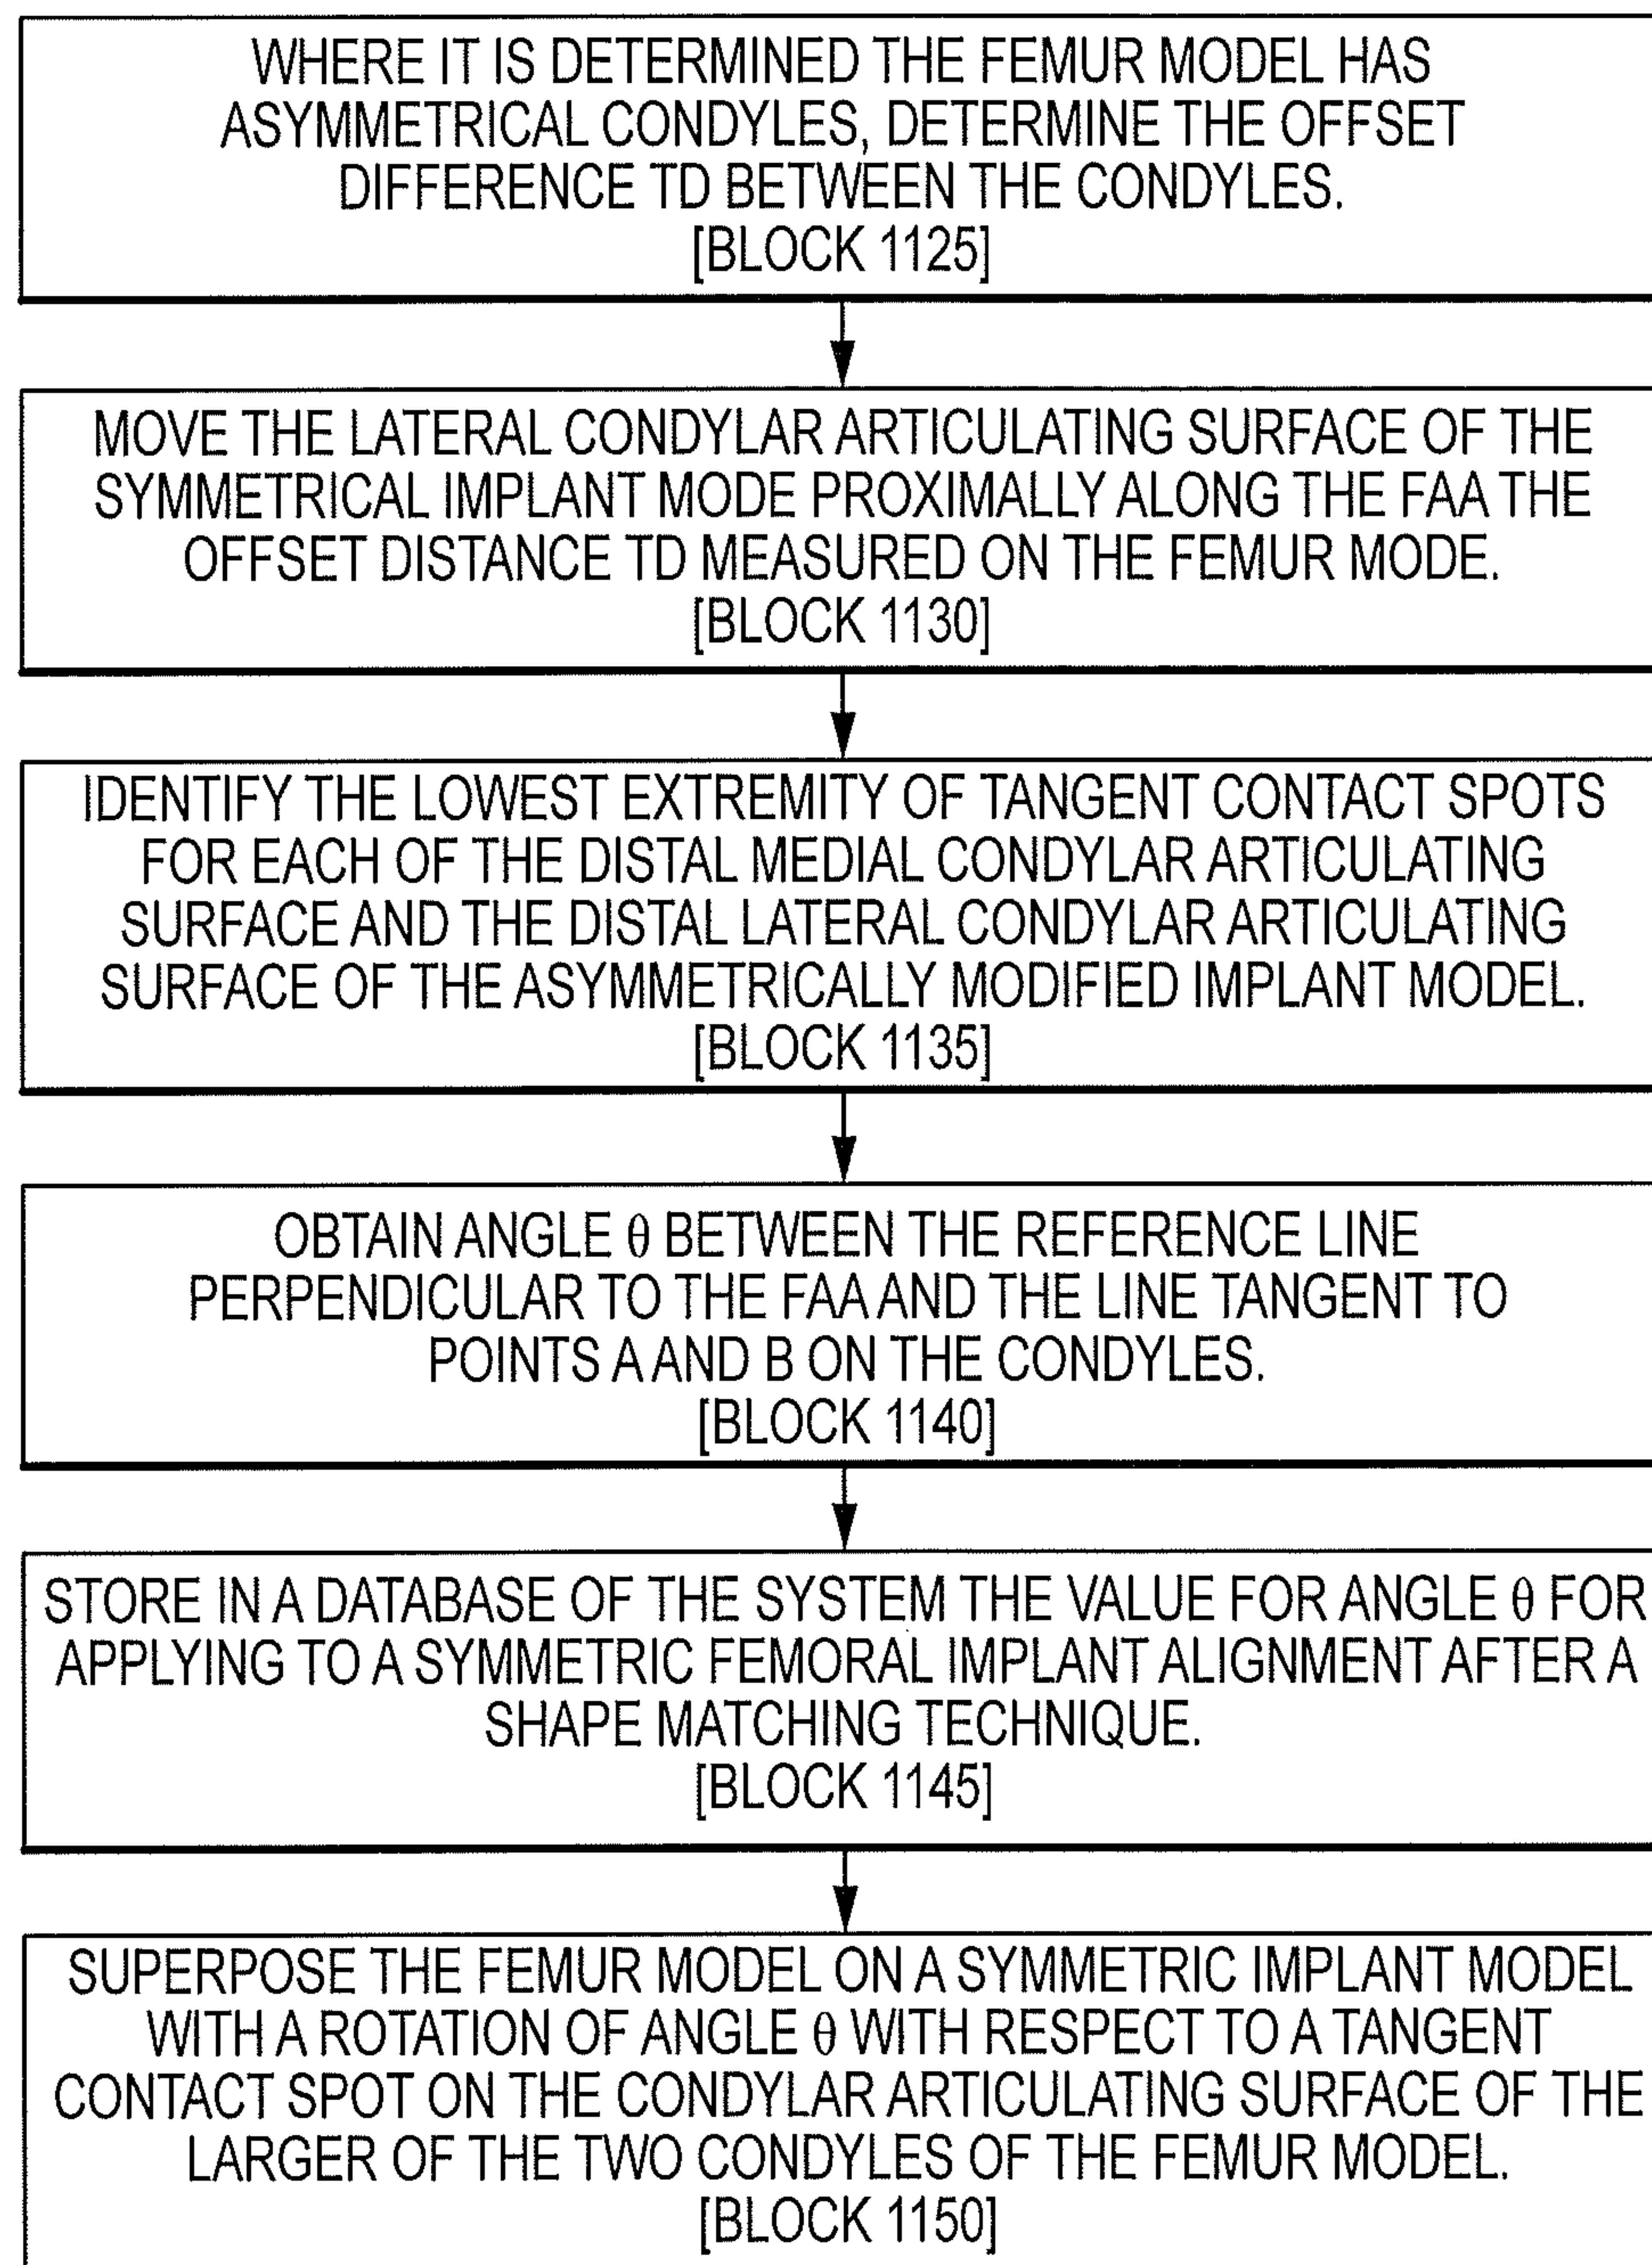 WHERE IT IS DETERMINED THE FEMUR MODEL HAS
ASYMMETRICAL CONDYLES, DETERMINE THE OFFSET
DIFFERENCE TD BETWEEN THE CONDYLES.
[BLOCK 1125]
MOVE THE LATERAL CONDYLAR ARTICULATING SURFACE OF THE
SYMMETRICAL IMPLANT MODE PROXIMALLY ALONG THE FAA THE
OFFSET DISTANCE TD MEASURED ON THE FEMUR MODE.
[BLOCK 1130]
IDENTIFY THE LOWEST EXTREMITY OF TANGENT CONTACT SPOTS
FOR EACH OF THE DISTAL MEDIAL CONDYLAR ARTICULATING
SURFACE AND THE DISTAL LATERAL CONDYLAR ARTICULATING
SURFACE OF THE ASYMMETRICALLY MODIFIED IMPLANT MODEL.
[BLOCK 1135]
OBTAIN ANGLE θ BETWEEN THE REFERENCE LINE
PERPENDICULAR TO THE FAA AND THE LINE TANGENT TO
POINTS A AND B ON THE CONDYLES.
[BLOCK 1140]
STORE IN A DATABASE OF THE SYSTEM THE VALUE FOR ANGLE θ FOR
APPLYING TO A SYMMETRIC FEMORAL IMPLANT ALIGNMENT AFTER A
SHAPE MATCHING TECHNIQUE.
[BLOCK 1145]
SUPERPOSE THE FEMUR MODEL ON A SYMMETRIC IMPLANT MODEL
WITH A ROTATION OF ANGLE θ WITH RESPECT TO A TANGENT
CONTACT SPOT ON THE CONDYLAR ARTICULATING SURFACE OF THE
LARGER OF THE TWO CONDYLES OF THE FEMUR MODEL.
[BLOCK 1150]